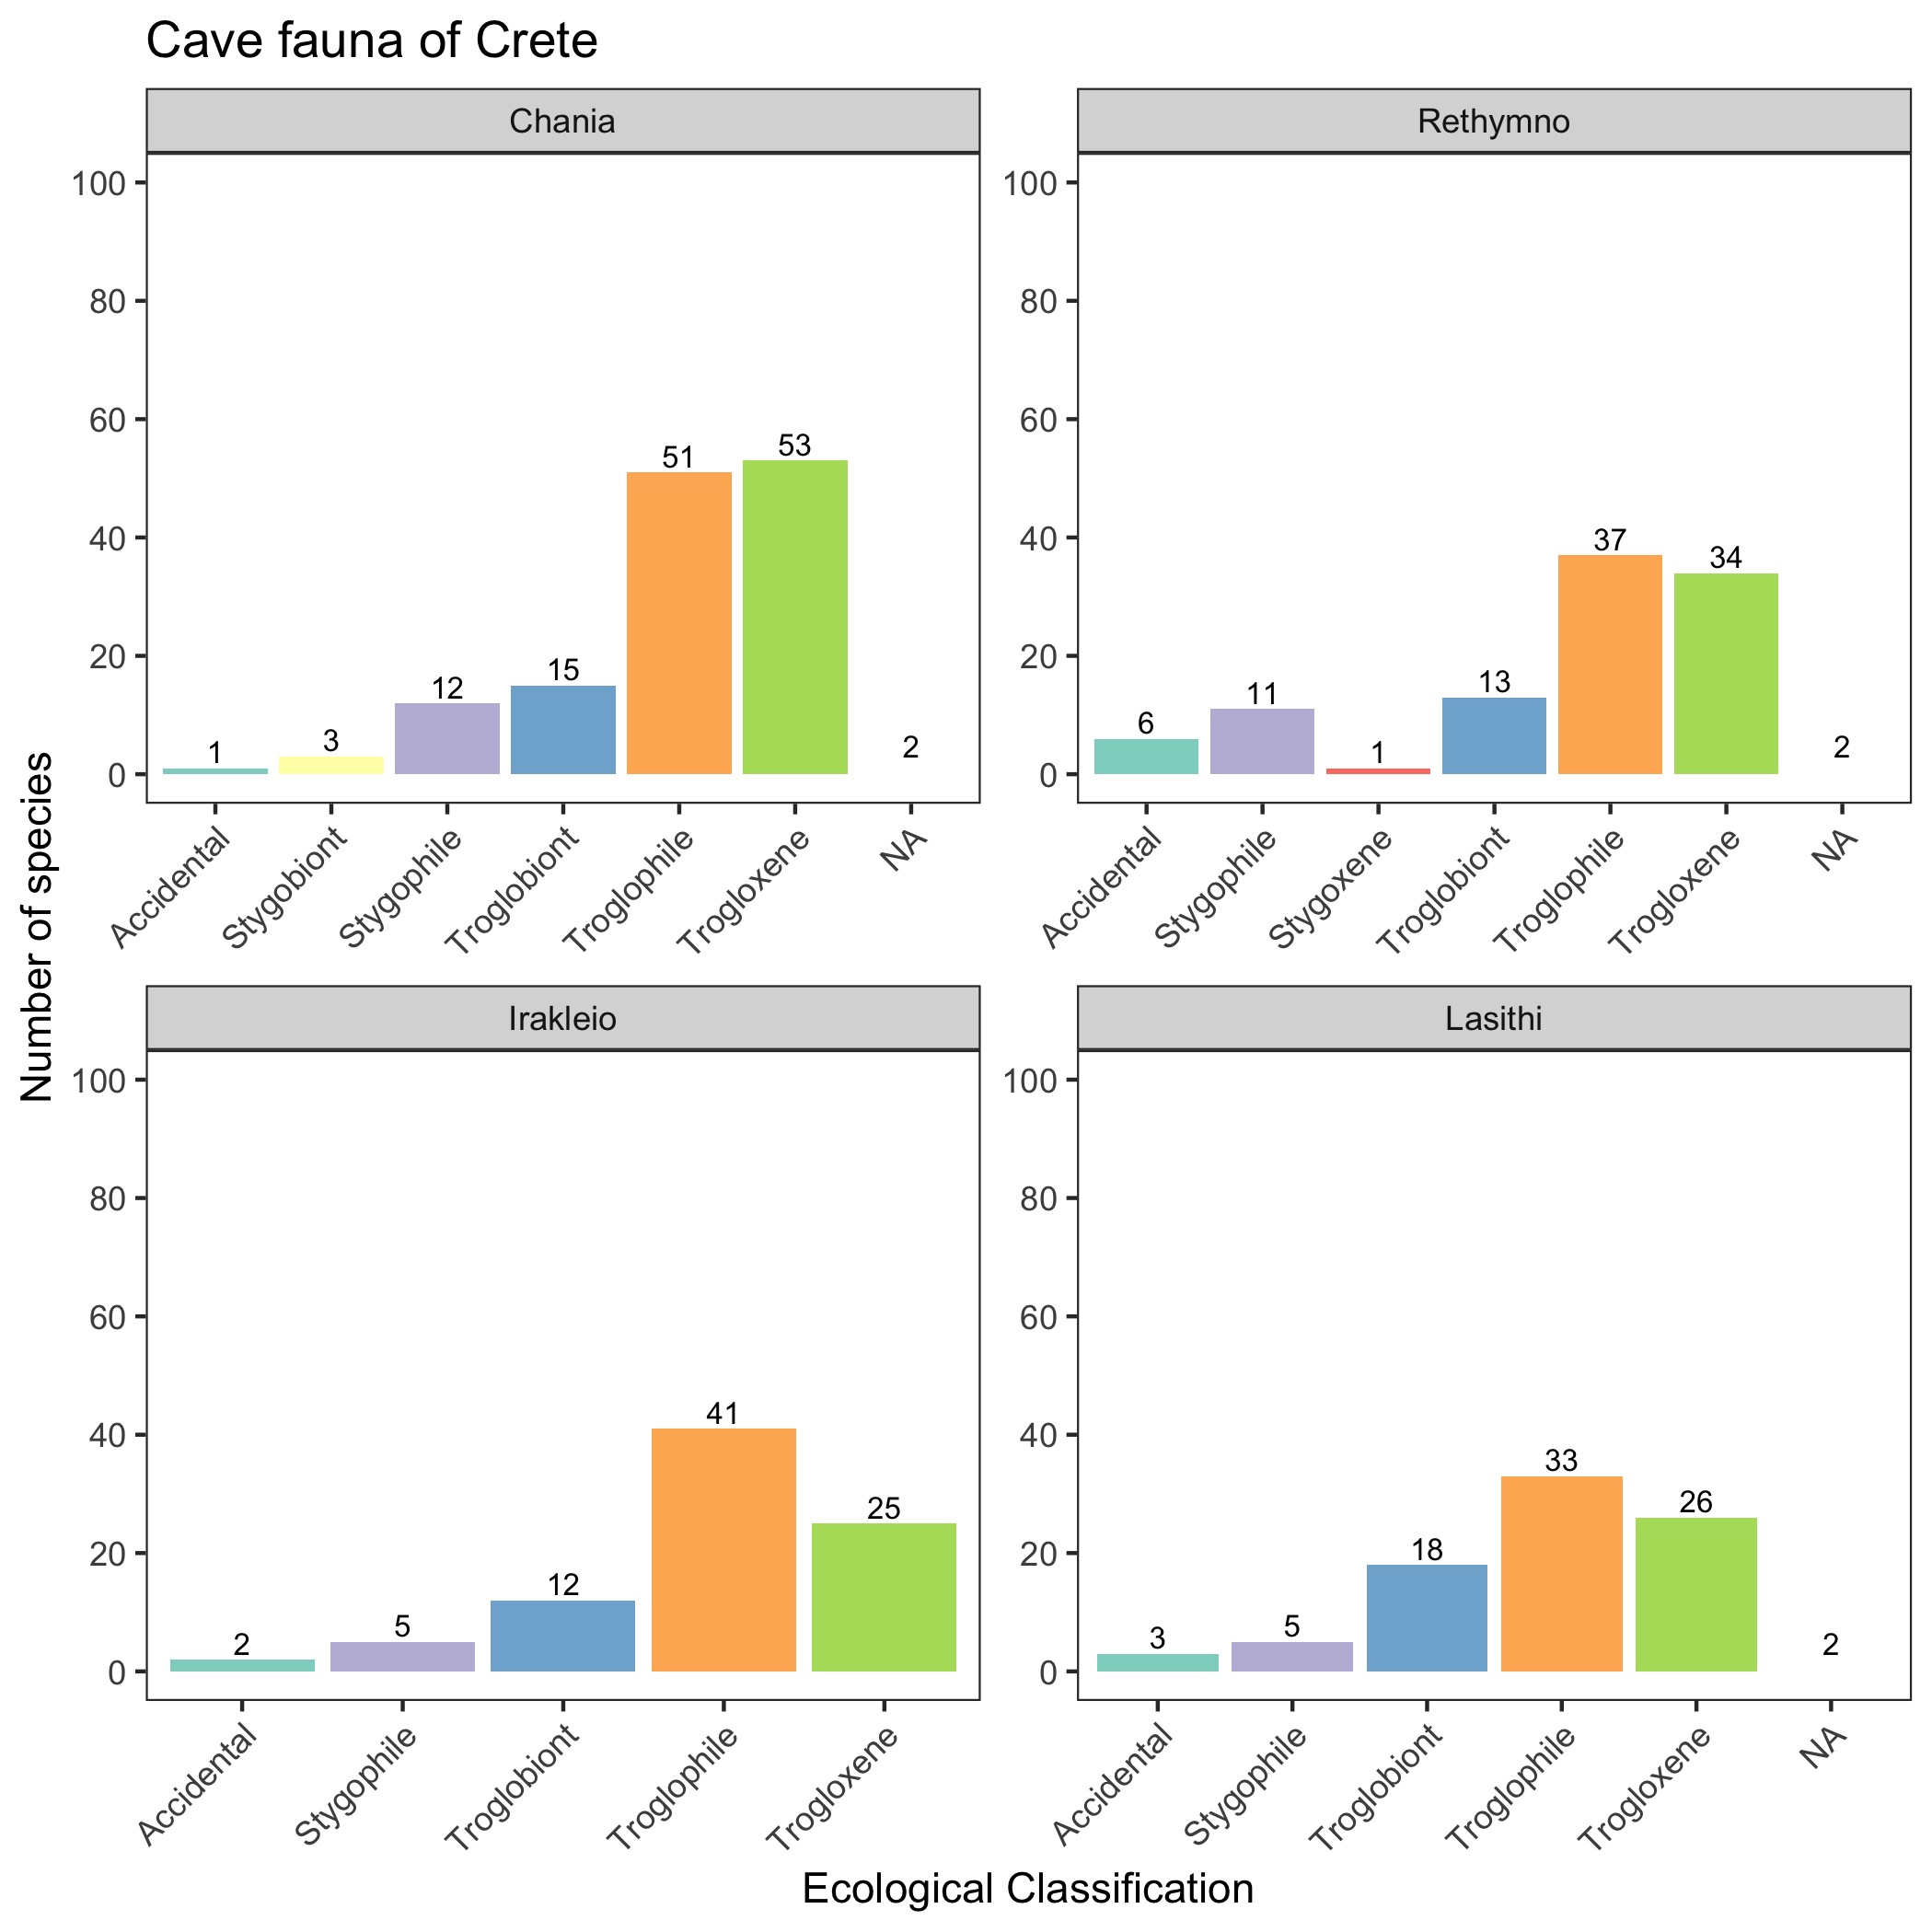 Cave fauna of Crete
Chania
100
80
60
40
20
0
1
3
12
15
51
53
2
Accidental
Stygobiont
Stygophile
Troglobiont
Troglophile
Trogloxene
NA
Rethymno
100
80
60
40
20
0
6
11
1
13
37
34
2
Accidental
Stygophile
Stygoxene
Troglobiont
Troglophile
Trogloxene
NA
Number of species
Irakleio
100
80
60
40
20
0
2
5
12
41
25
Accidental
Stygophile
Troglobiont
Troglophile
Trogloxene
Lasithi
100
80
60
40
20
0
3
5
18
33
26
2
Accidental
Stygophile
Troglobiont
Troglophile
Trogloxene
NA
Ecological Classification